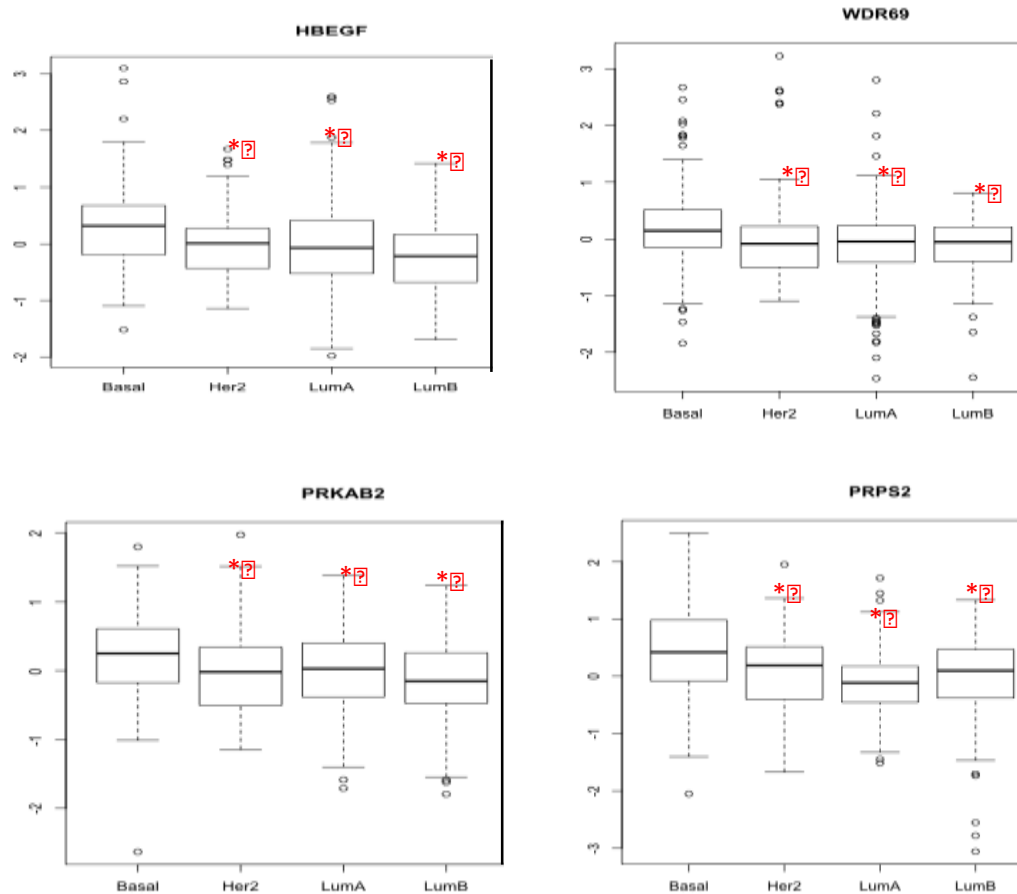 HBEGF
3
2
1
0
-1
-2
*⍰ *⍰ *⍰
Basal Her2 LumA LumB
WDR69
3
2
1
0
-1
-2
*⍰ *⍰ *⍰
Basal Her2 LumA LumB
PRKAB2
2
1
0
-1
-2
*⍰ *⍰ *⍰
Basal Her2 LumA LumB
PRPS2
2
1
0
-1
-2
-3
*⍰ *⍰ *⍰
Basal Her2 LumA LumB